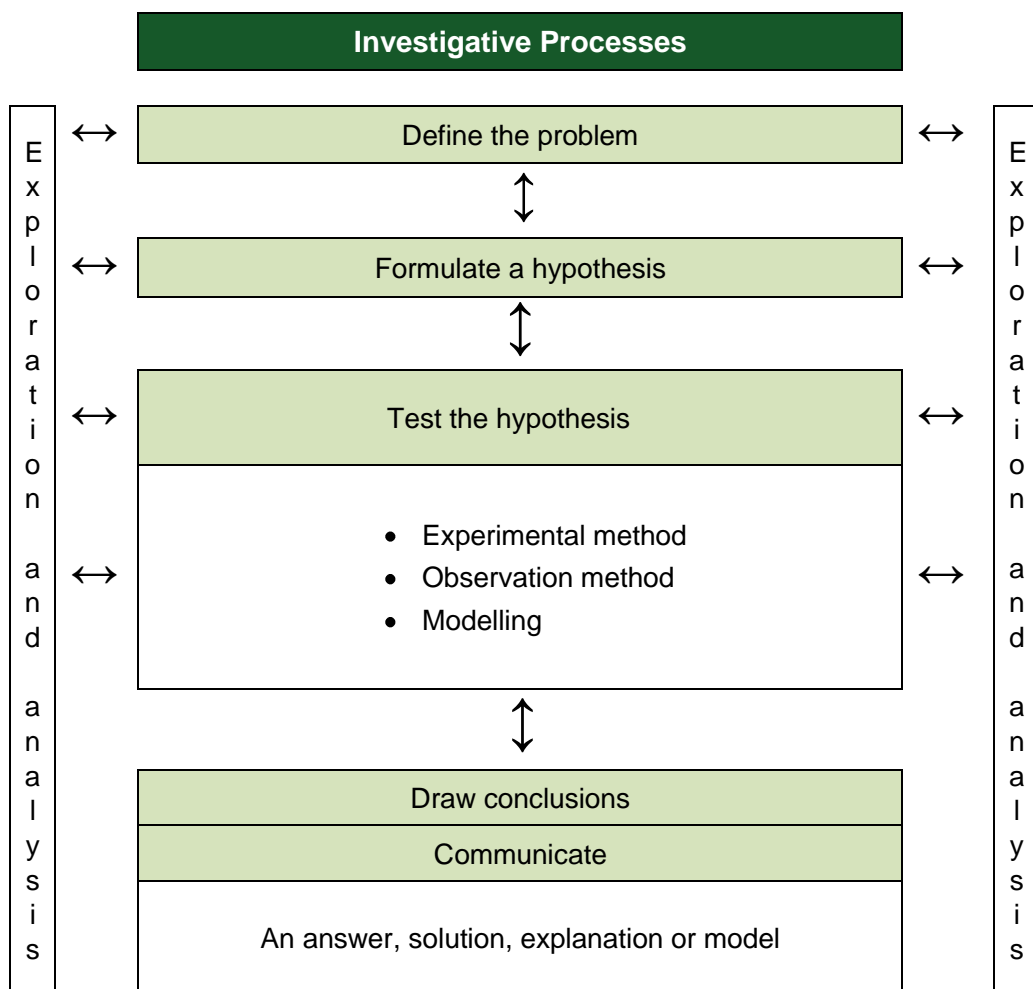 Investigative Processes
Exploration and analysis
Define the problem
Formulate a hypothesis
Test the hypothesis
• Experimental method
• Observation method
• Modelling
Draw conclusions
Communicate
An answer, solution, explanation or model
Exploration and analysis